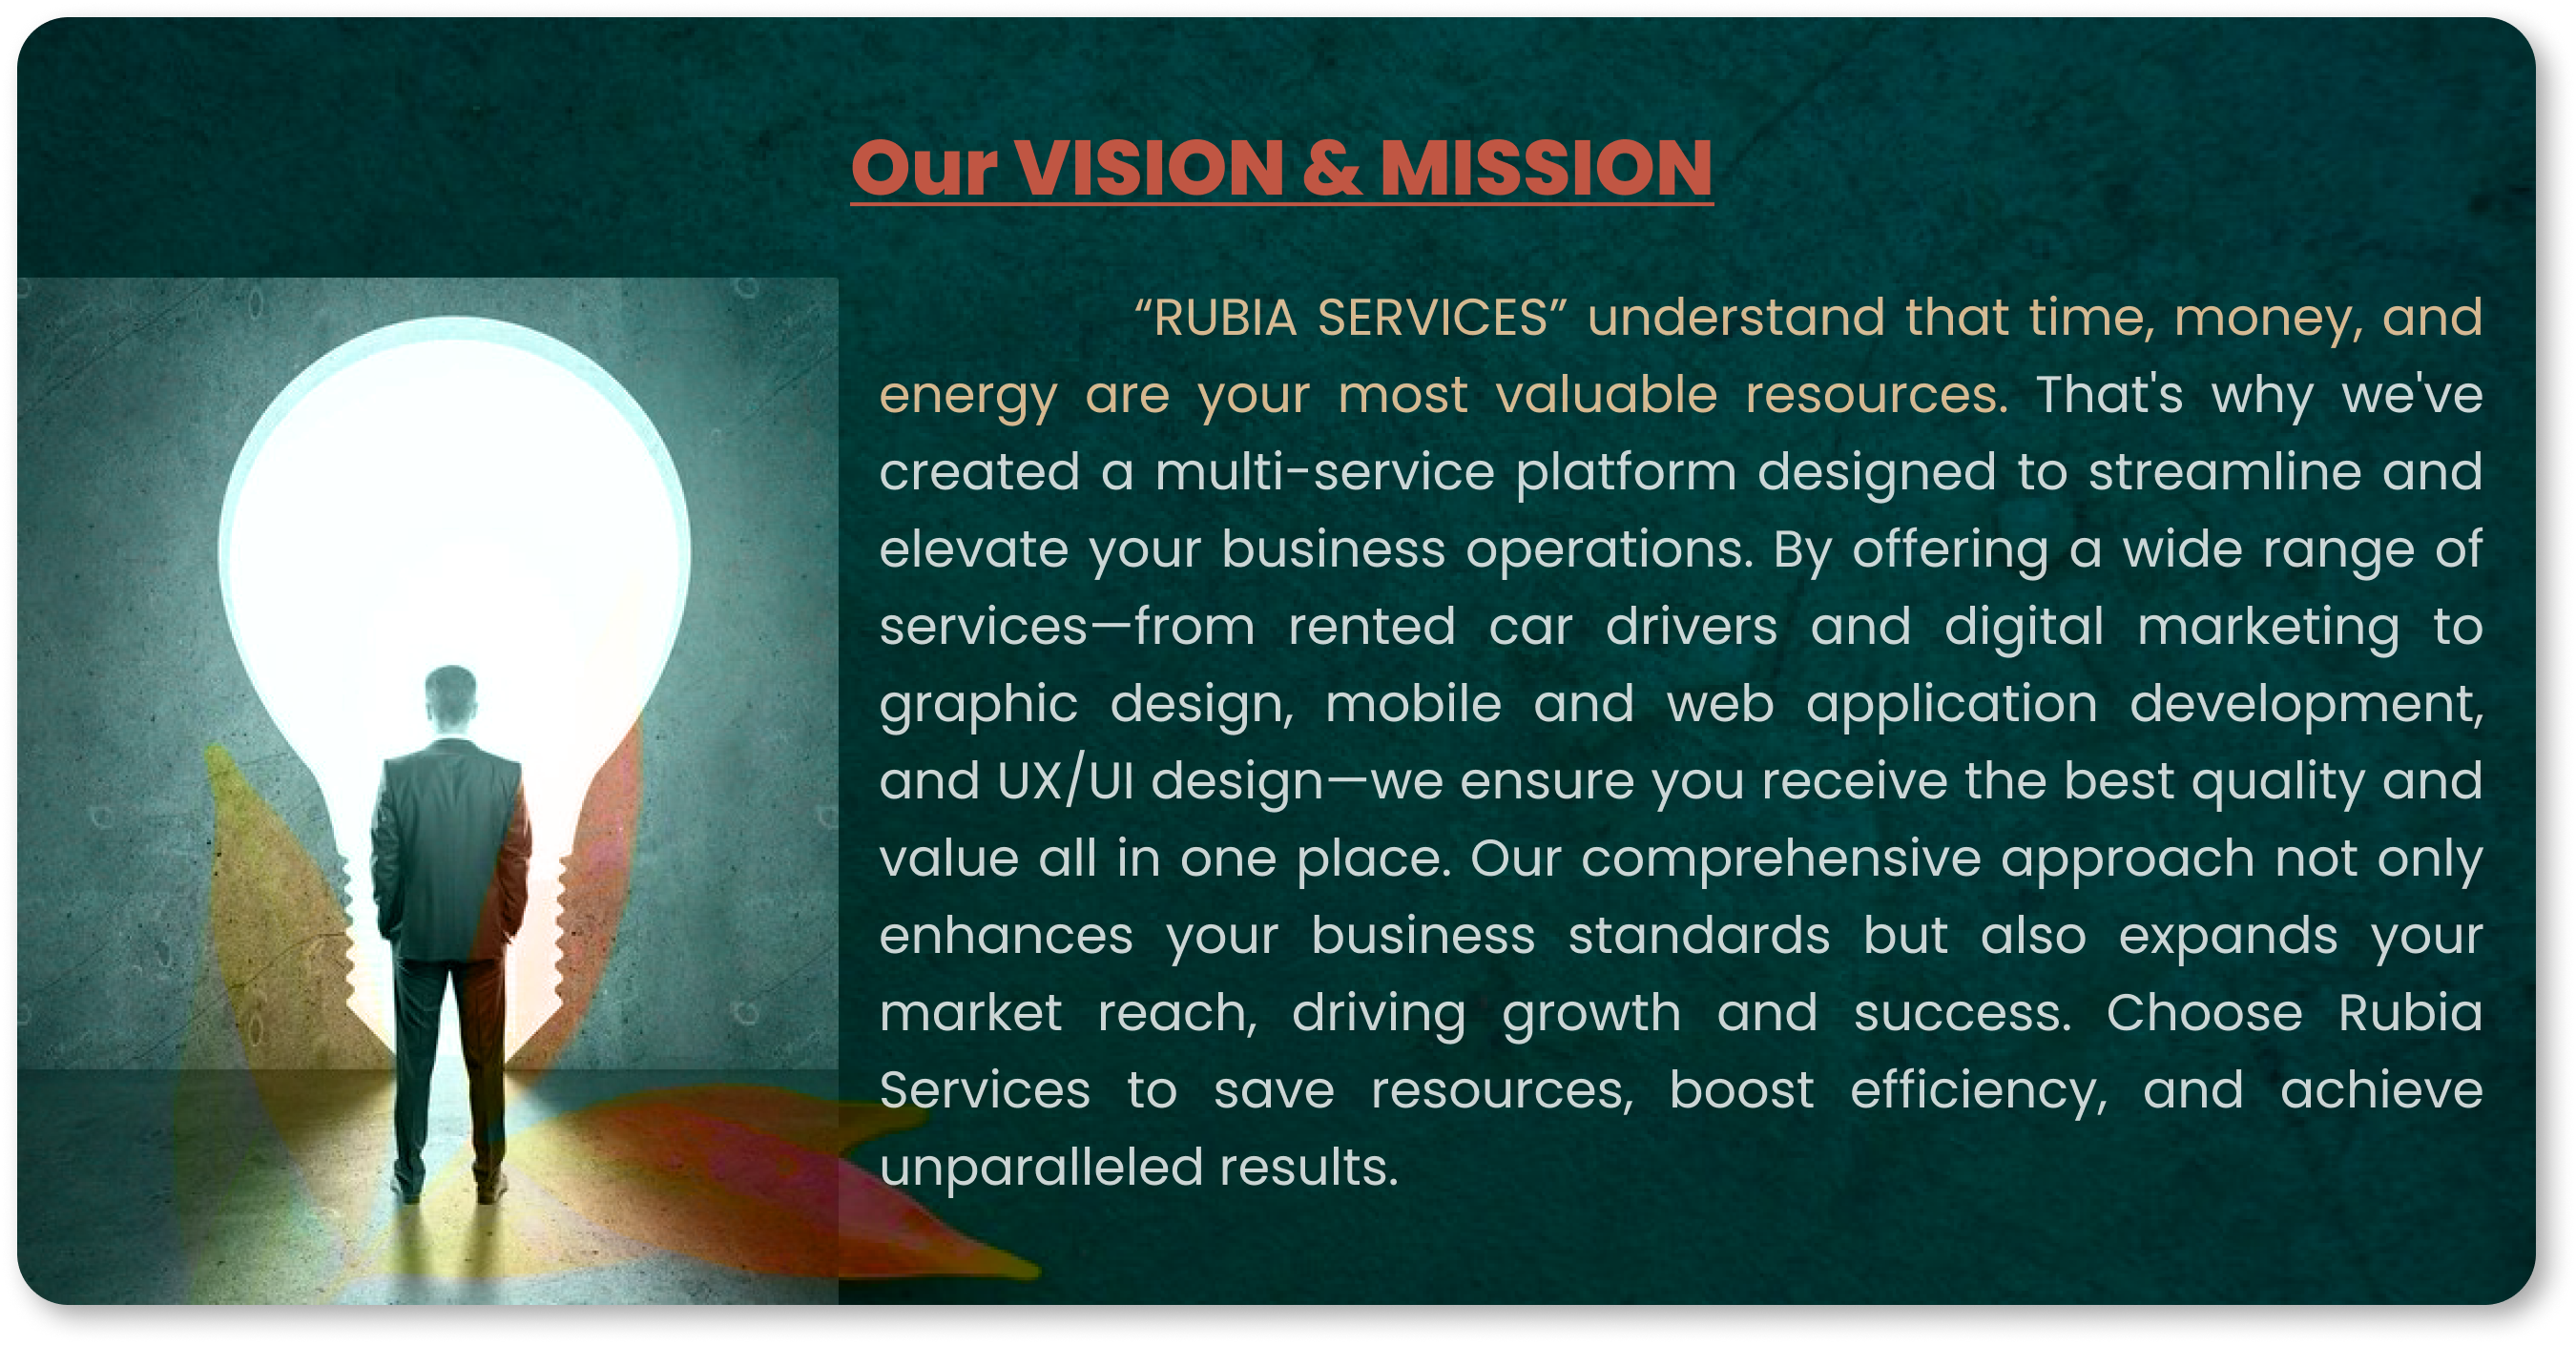 Our VISION & MISSION
“RUBIA SERVICES” understand that time, money, and
energy are your most valuable resources. That's why we've
created a multi-service platform designed to streamline and
elevate your business operations. By offering a wide range of
services—from rented car drivers and digital marketing to
graphic design, mobile and web application development,
and UX/UI design—we ensure you receive the best quality and
value all in one place. Our comprehensive approach not only
enhances your business standards but also expands your
market reach, driving growth and success. Choose Rubia
Services to save resources, boost efficiency, and achieve
unparalleled results.